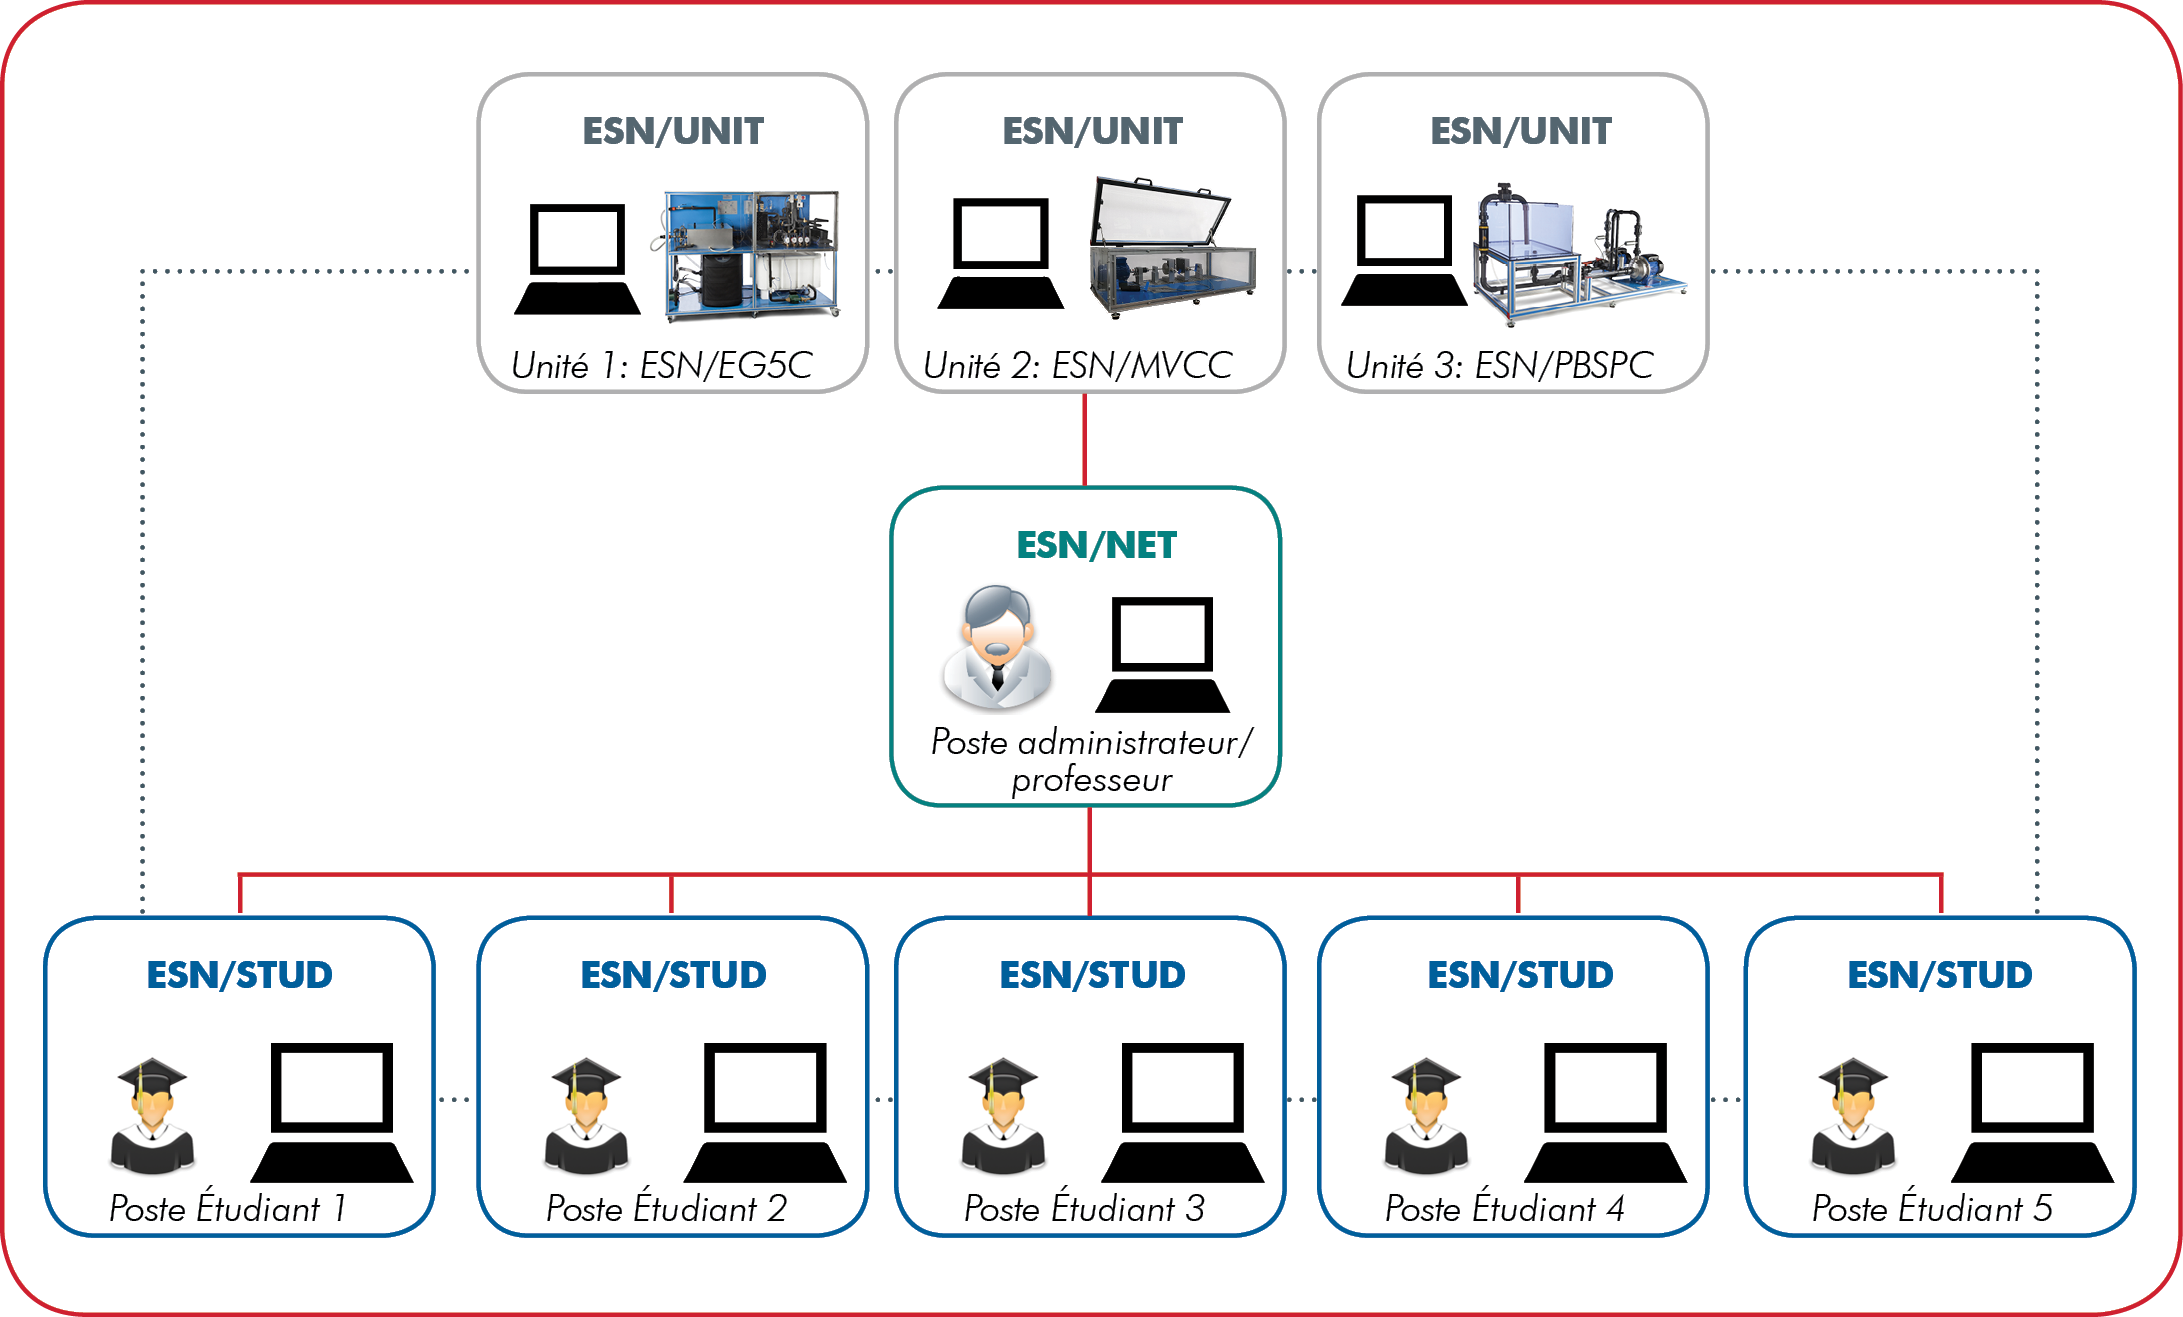 ESN/UNIT
ESN/UNIT
ESN/UNIT
Unité 1: ESN/EG5C
Unité 2: ESN/MVCC
Unité 3: ESN/PBSPC
ESN/NET
Poste administrateur/
professeur
ESN/STUD
ESN/STUD
ESN/STUD
ESN/STUD
ESN/STUD
Poste Étudiant 1
Poste Étudiant 2
Poste Étudiant 3
Poste Étudiant 4
Poste Étudiant 5